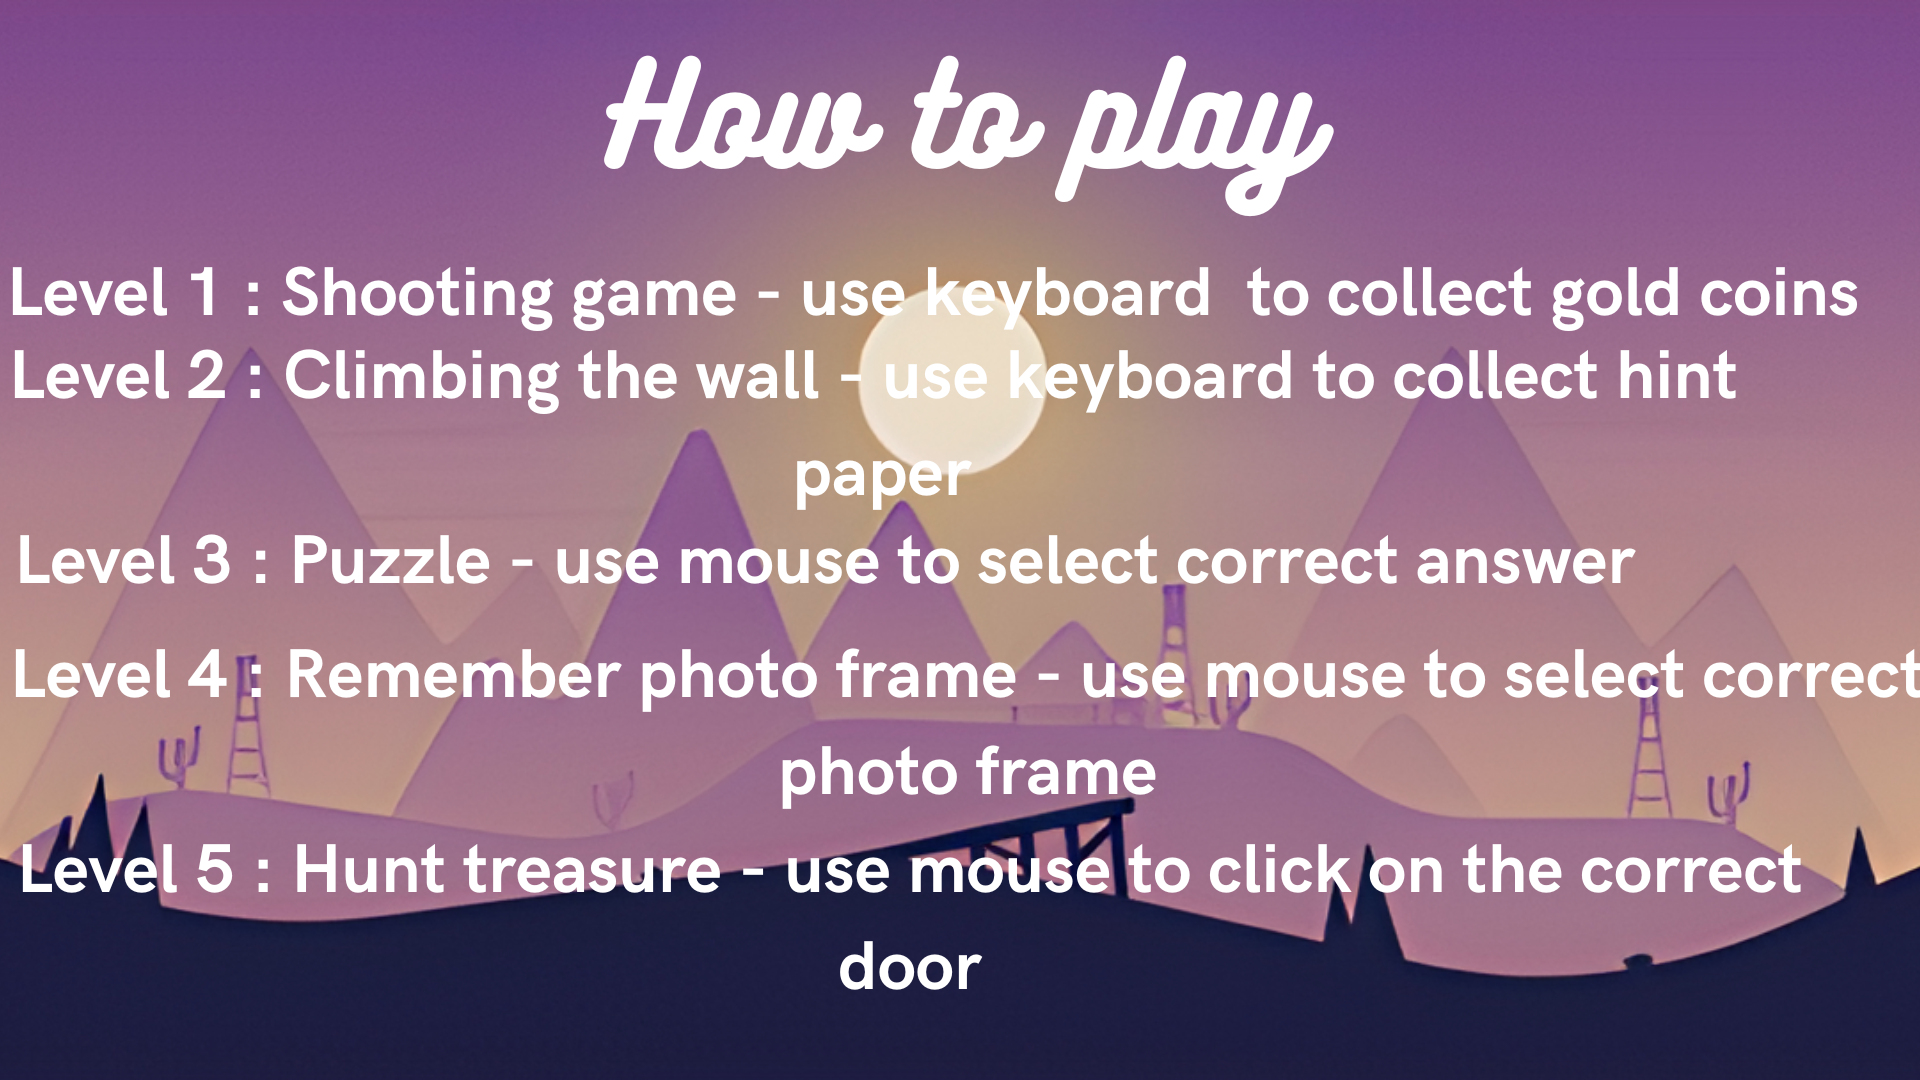 How to play
Level 1 : Shooting game - use keyboard  to collect gold coins
Level 2 : Climbing the wall - use keyboard to collect hint
paper
Level 3 : Puzzle - use mouse to select correct answer
Level 4 : Remember photo frame - use mouse to select correct
photo frame
Level 5 : Hunt treasure - use mouse to click on the correct
door